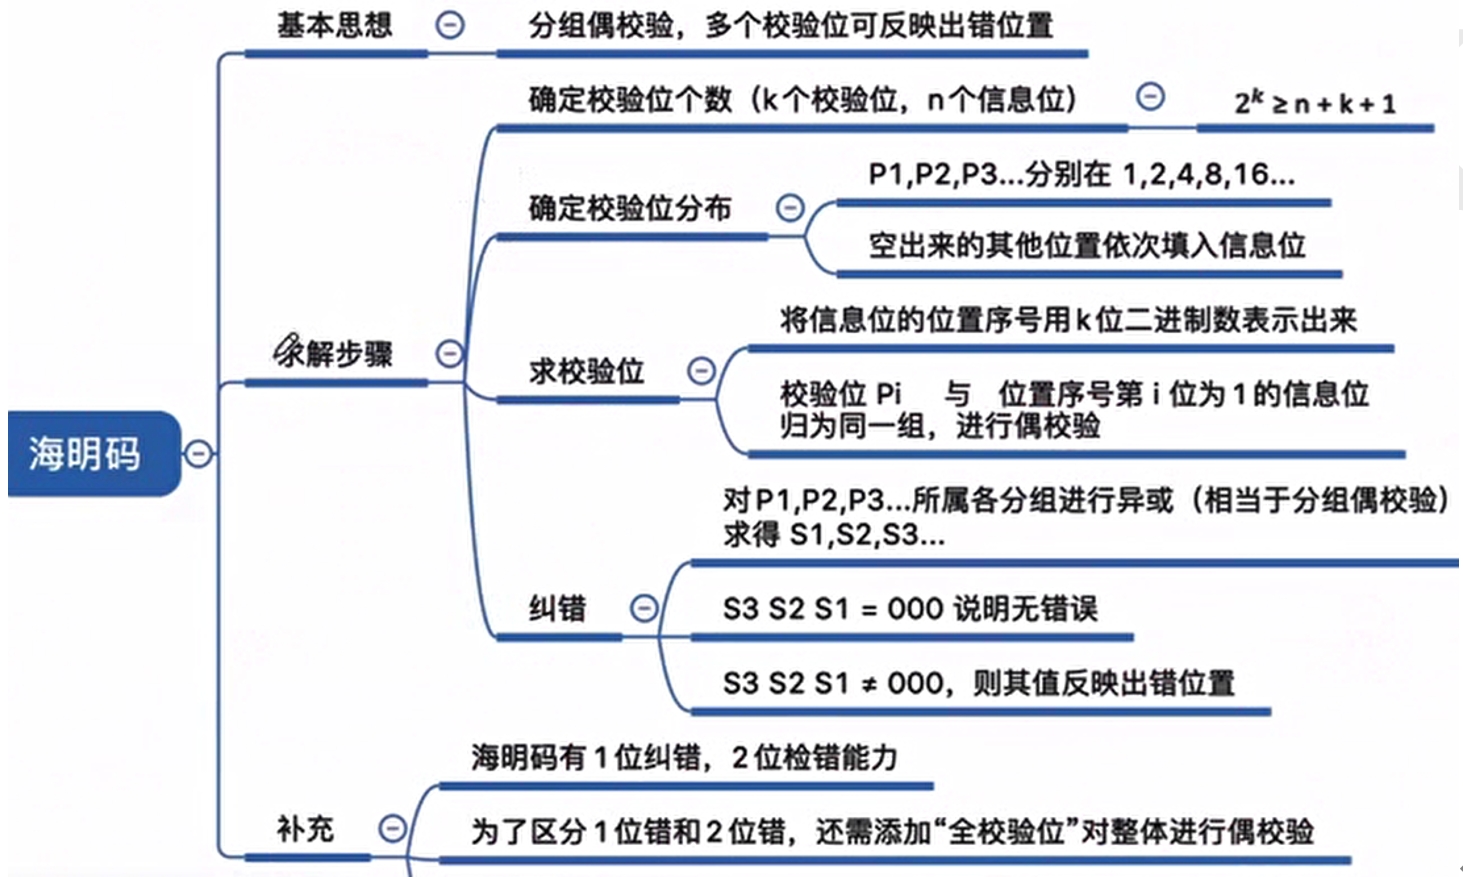 基本思想
分组偶校验，多个校验位可反映出错位置
确定校验位个数（k个校验位，n个信息位）
2^k ≥ n + k + 1
确定校验位分布
P1,P2,P3...分别在 1,2,4,8,16...
空出来的其他位置依次填入信息位
求解步骤
求校验位
将信息位的位置序号用k位二进制数表示出来
校验位 Pi 与 位置序号第 i 位为1的信息位
归为同一组，进行偶校验
海明码
纠错
对P1,P2,P3...所属各分组进行异或（相当于分组偶校验）
求得 S1,S2,S3...
S3 S2 S1 = 000 说明无错误
S3 S2 S1 ≠ 000，则其值反映出错位置
补充
海明码有1位纠错，2位检错能力
为了区分1位错和2位错，还需添加“全校验位”对整体进行偶校验